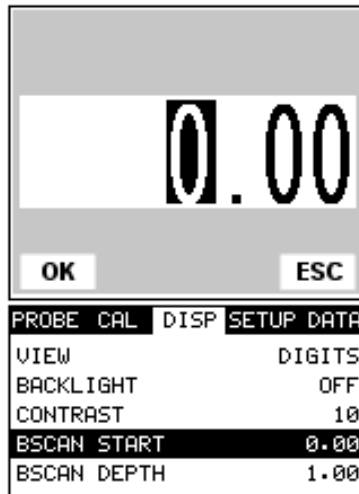 0.00
OK ESC
PROBE CAL DISP SETUP DATA
VIEW DIGITS
BACKLIGHT OFF
CONTRAST 10
BSCAN START 0.00
BSCAN DEPTH 1.00